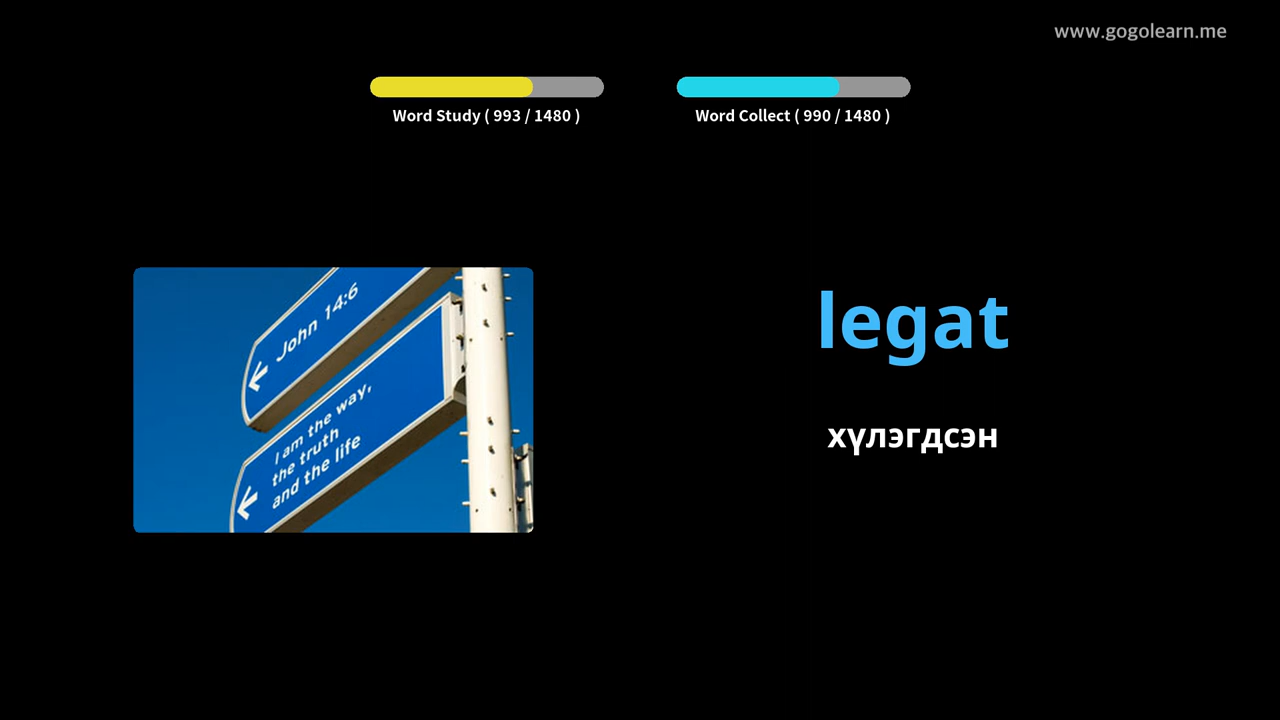 www.gogolearn.me
Word Study ( 993 / 1480 )
Word Collect ( 990 / 1480 )
John 14:6
I am the way,
the truth
and the life
legat
хүлэгдсэн